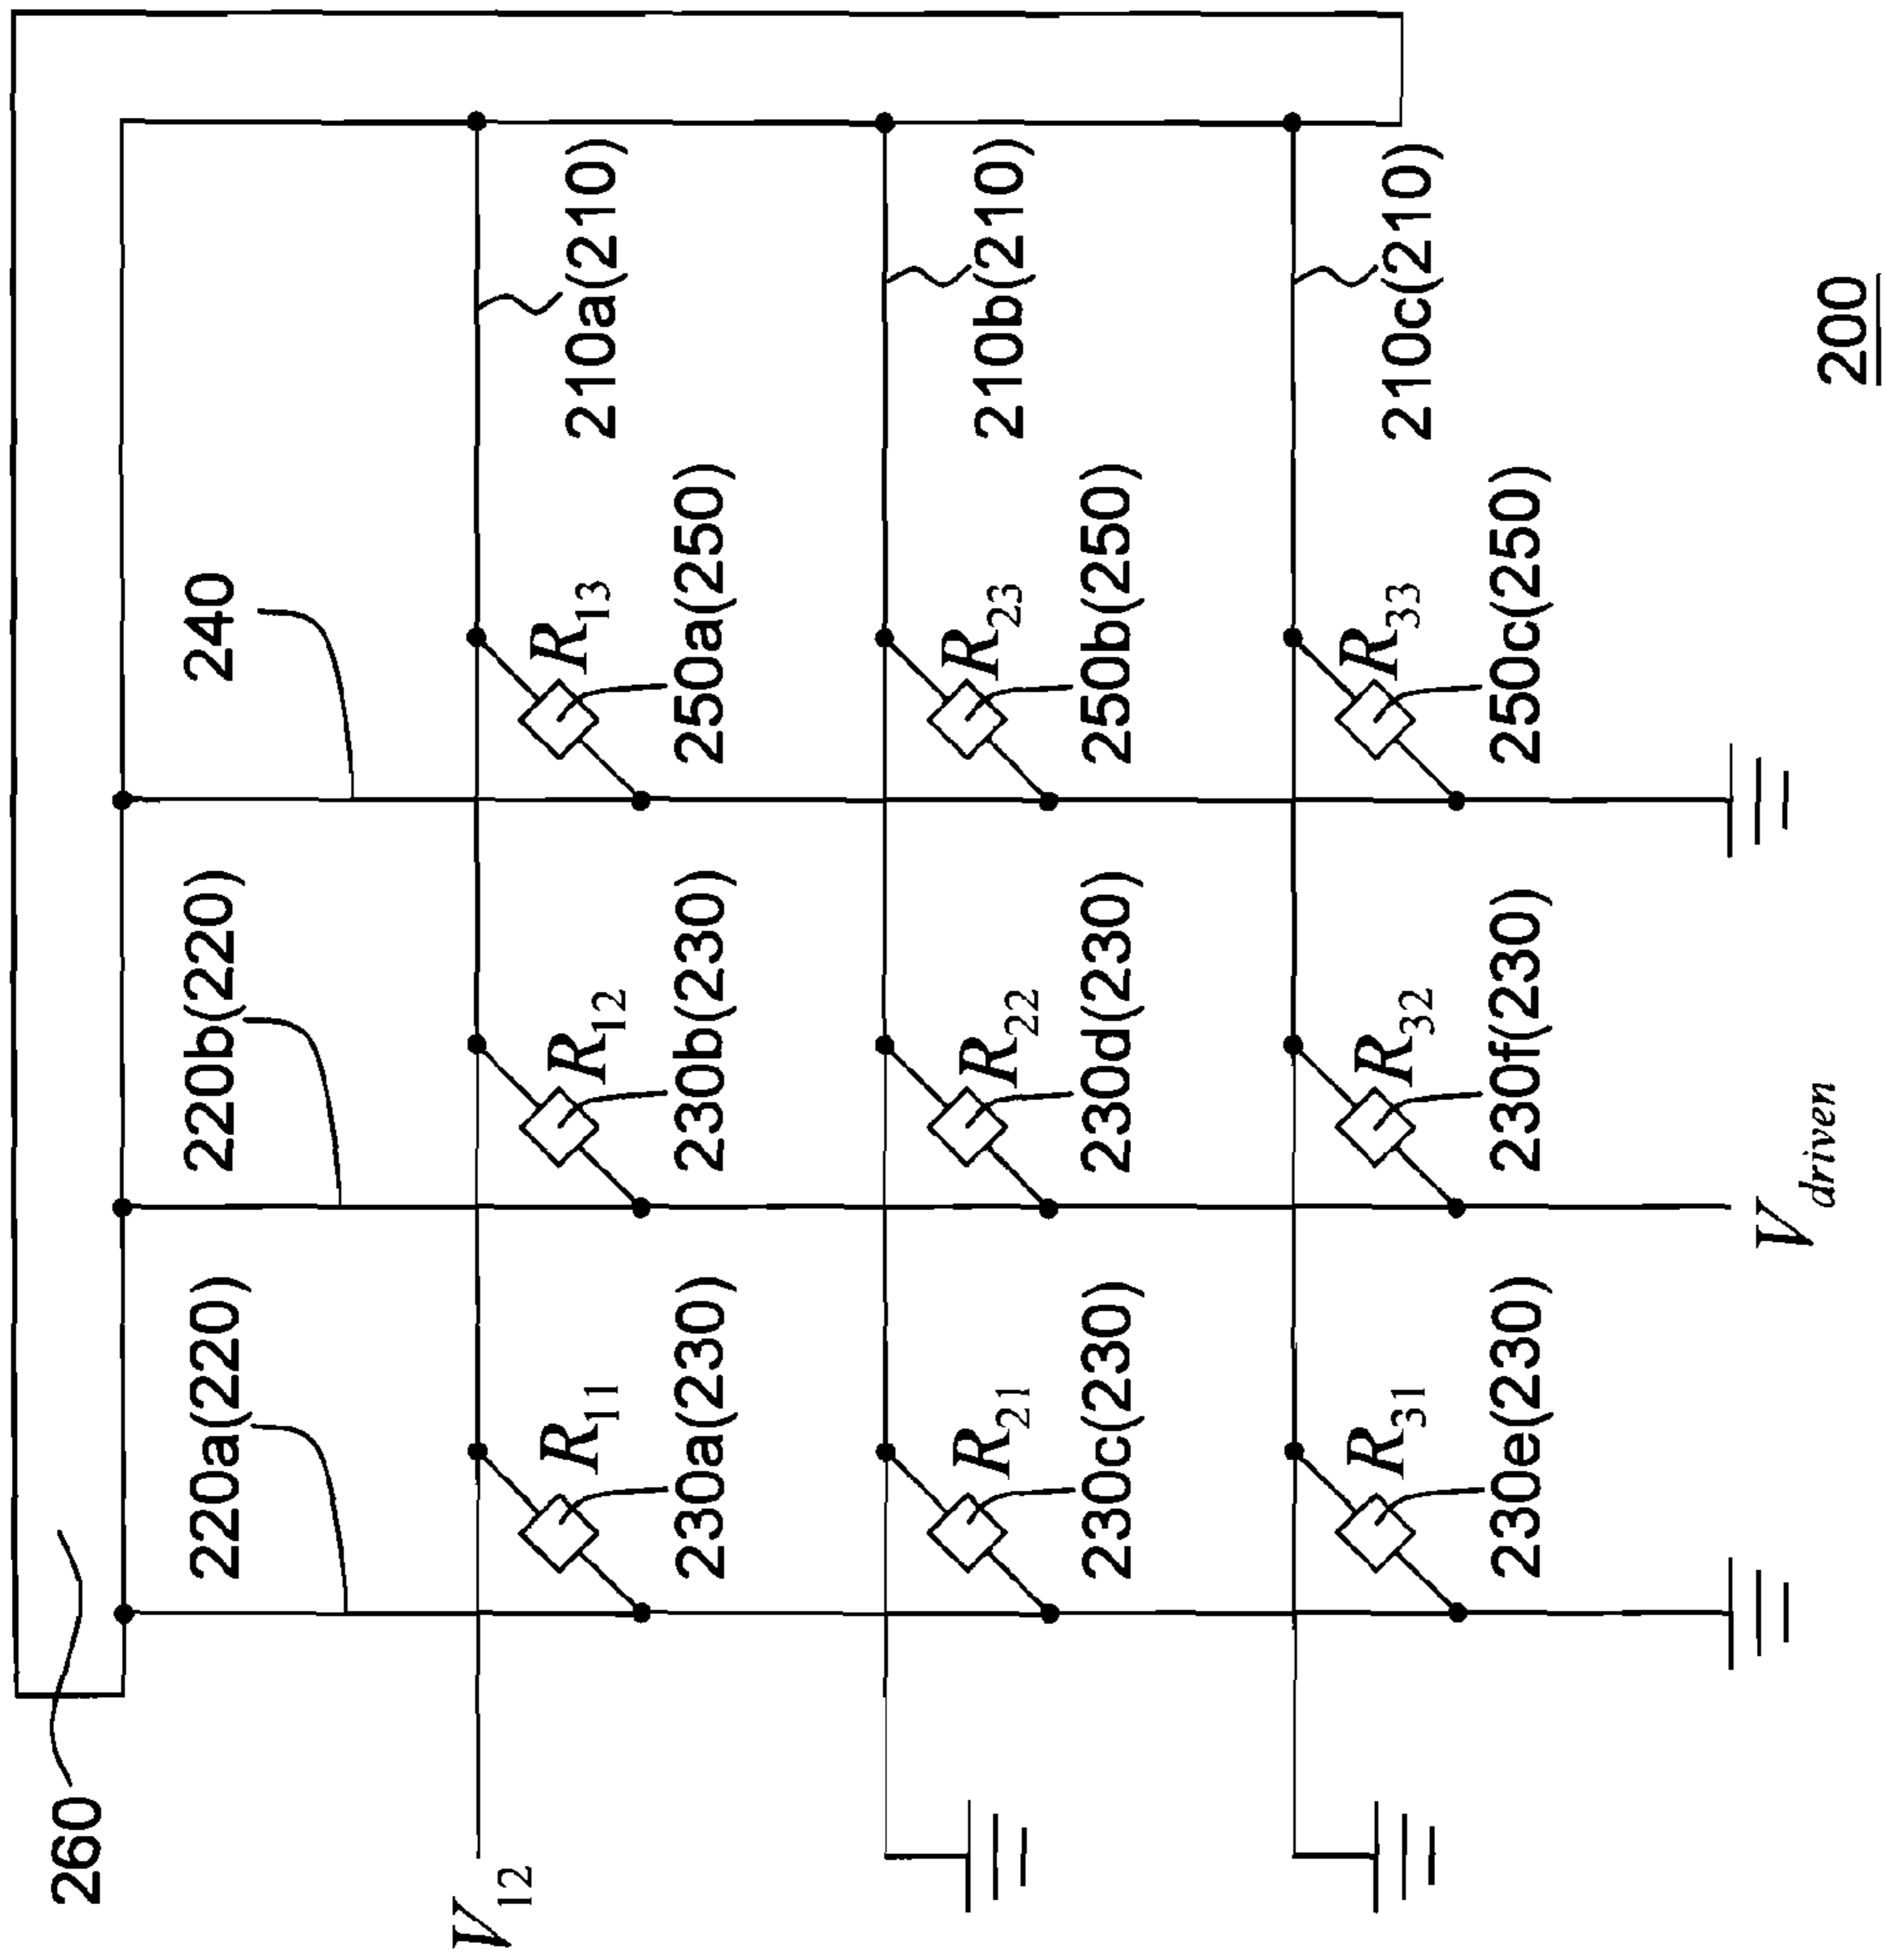 260
220a(220)
220b(220)
240
V12
R11
R12
R13
210a(210)
230a(230)
230b(230)
250a(250)
R21
R22
R23
210b(210)
230c(230)
230d(230)
250b(250)
R31
R32
R33
210c(210)
230e(230)
230f(230)
250c(250)
Vdriven
200